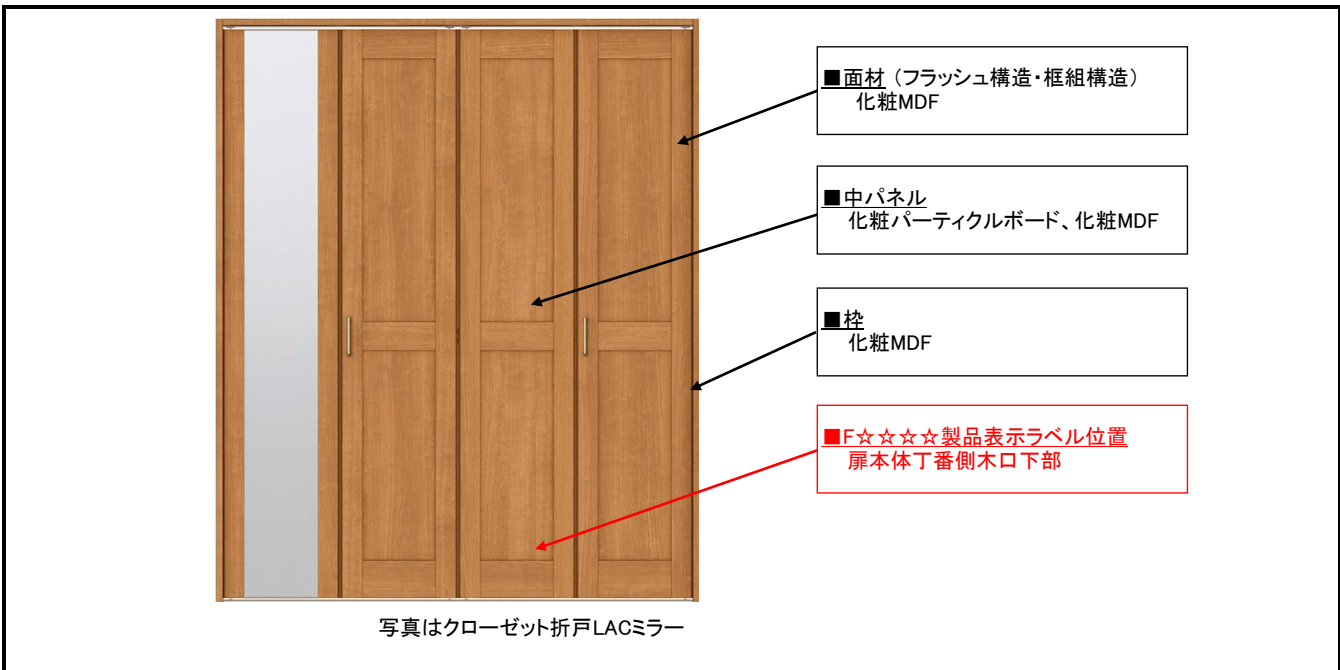 ■面材 (フラッシュ構造・框組構造)
化粧MDF
■中パネル
化粧パーティクルボード、化粧MDF
■枠
化粧MDF
■F☆☆☆☆製品表示ラベル位置
扉本体丁番側木口下部
写真はクローゼット折戸LACミラー